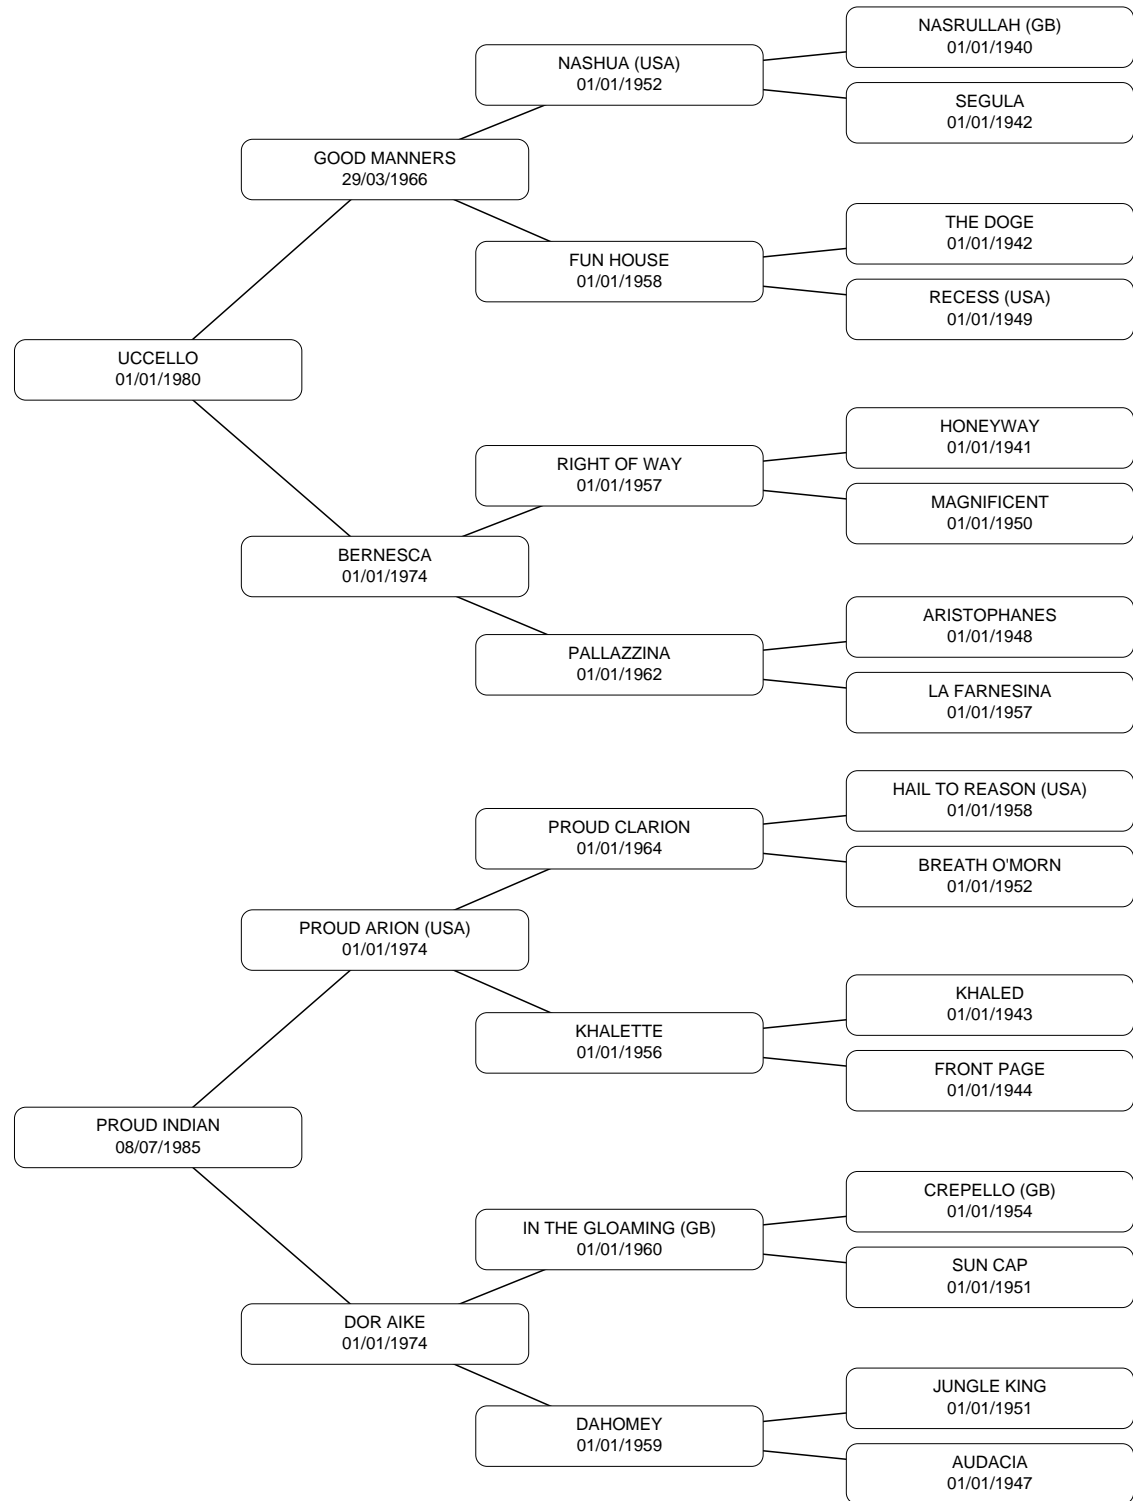 NASRULLAH (GB)
01/01/1940
NASHUA (USA)
01/01/1952
SEGULA
01/01/1942
GOOD MANNERS
29/03/1966
THE DOGE
01/01/1942
FUN HOUSE
01/01/1958
RECESS (USA)
01/01/1949
UCCELLO
01/01/1980
HONEYWAY
01/01/1941
RIGHT OF WAY
01/01/1957
MAGNIFICENT
01/01/1950
BERNESCA
01/01/1974
ARISTOPHANES
01/01/1948
PALLAZZINA
01/01/1962
LA FARNESINA
01/01/1957
HAIL TO REASON (USA)
01/01/1958
PROUD CLARION
01/01/1964
BREATH O'MORN
01/01/1952
PROUD ARION (USA)
01/01/1974
KHALED
01/01/1943
KHALETTE
01/01/1956
FRONT PAGE
01/01/1944
PROUD INDIAN
08/07/1985
CREPELLO (GB)
01/01/1954
IN THE GLOAMING (GB)
01/01/1960
SUN CAP
01/01/1951
DOR AIKE
01/01/1974
JUNGLE KING
01/01/1951
DAHOMEY
01/01/1959
AUDACIA
01/01/1947